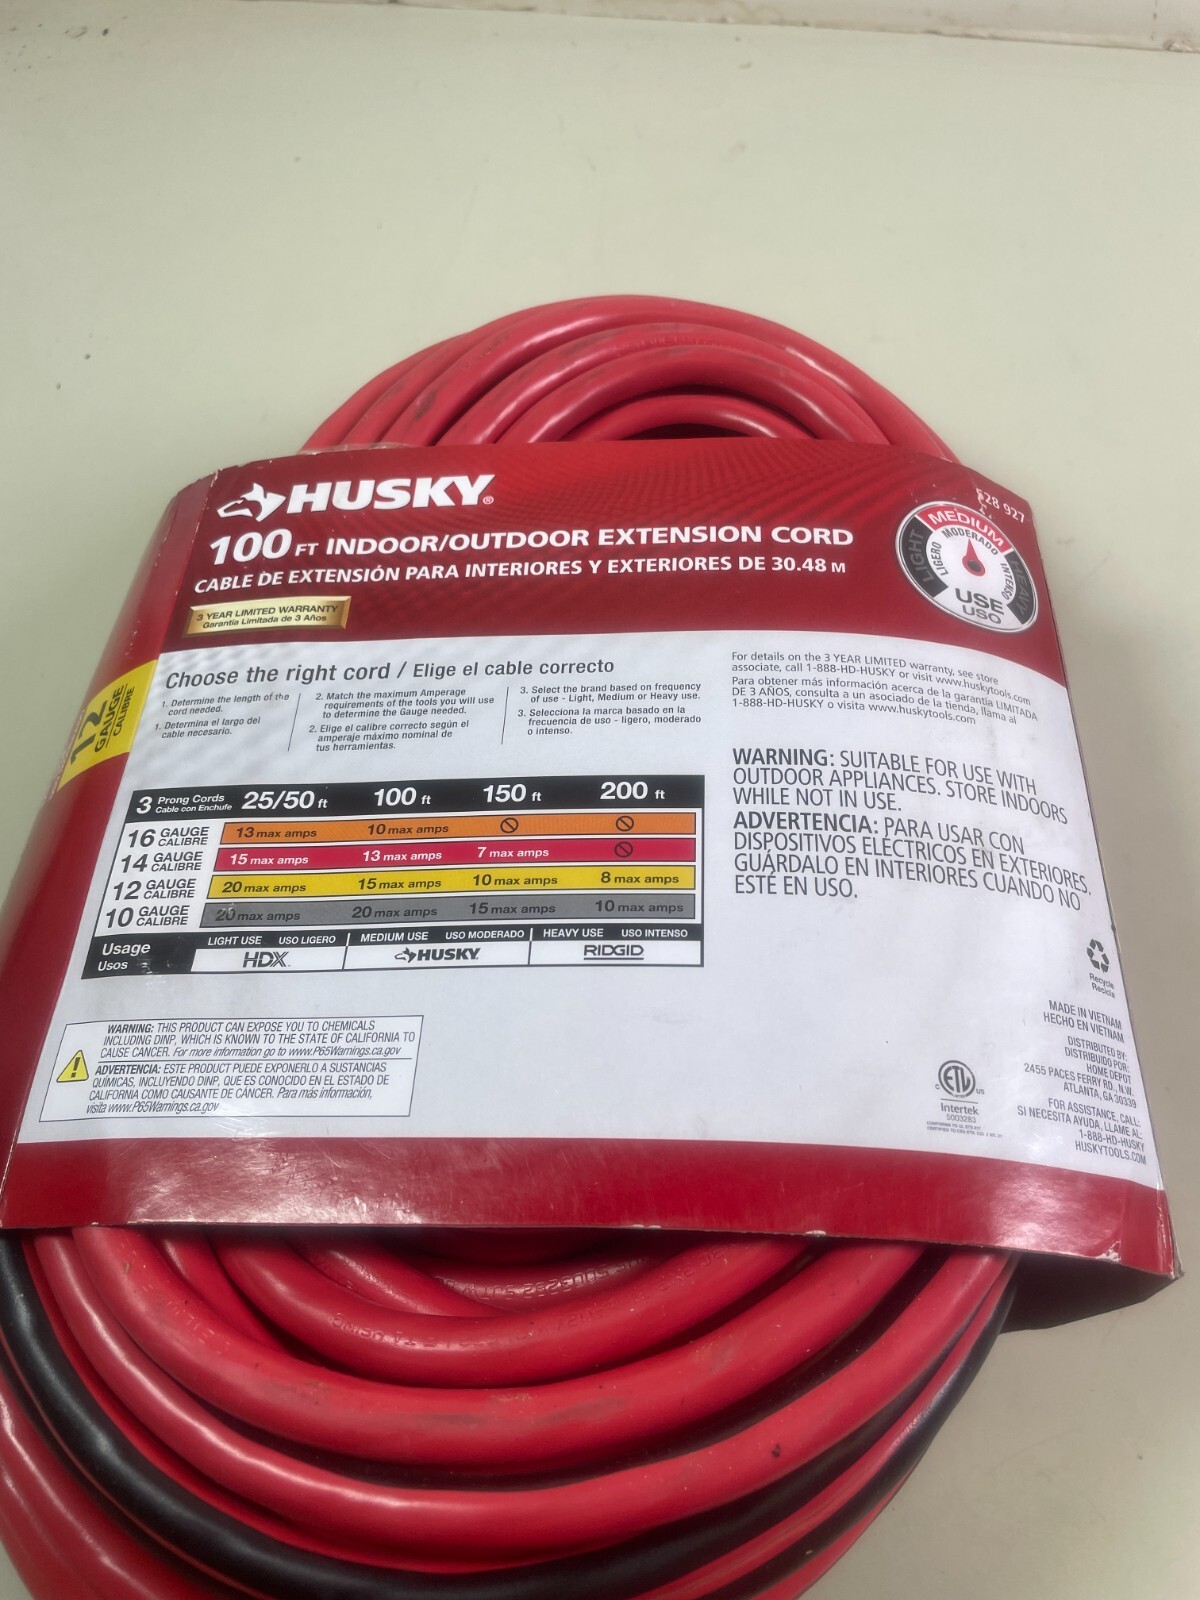 HUSKY®
100 FT INDOOR/OUTDOOR EXTENSION CORD
CABLE DE EXTENSIÓN PARA INTERIORES Y EXTERIORES DE 30.48 M
3 YEAR LIMITED WARRANTY
Garantía Limitada de 3 Años
528 927
MEDIUM
MODERADO
LIGHT
LIGERO
HEAVY
INTENSO
USE
USO
12
GAUGE
CALIBRE
Choose the right cord / Elige el cable correcto
1. Determine the length of the
cord needed.
1. Determina el largo del
cable necesario.
2. Match the maximum Amperage
requirements of the tools you will use
to determine the Gauge needed.
2. Elige el calibre correcto según el
amperaje máximo nominal de
tus herramientas.
3. Select the brand based on frequency
of use - Light, Medium or Heavy use.
3. Selecciona la marca basado en la
frecuencia de uso - ligero, moderado
o intenso.
For details on the 3 YEAR LIMITED warranty, see store
associate, call 1-888-HD-HUSKY or visit www.huskytools.com
Para obtener más información acerca de la garantía LIMITADA
DE 3 AÑOS, consulta a un asociado de la tienda, llama al
1-888-HD-HUSKY o visita www.huskytools.com
WARNING: SUITABLE FOR USE WITH
OUTDOOR APPLIANCES. STORE INDOORS
WHILE NOT IN USE.
ADVERTENCIA: PARA USAR CON
DISPOSITIVOS ELÉCTRICOS EN EXTERIORES.
GUÁRDALO EN INTERIORES CUANDO NO
ESTÉ EN USO.
3 Prong Cords
Cable con Enchufe
25/50 ft 100 ft 150 ft 200 ft
16 GAUGE CALIBRE 13 max amps 10 max amps
14 GAUGE CALIBRE 15 max amps 13 max amps 7 max amps
12 GAUGE CALIBRE 20 max amps 15 max amps 10 max amps 8 max amps
10 GAUGE CALIBRE 20 max amps 20 max amps 15 max amps 10 max amps
Usage
Usos
LIGHT USE USO LIGERO MEDIUM USE USO MODERADO HEAVY USE USO INTENSO
HDX HUSKY RIDGID
WARNING: THIS PRODUCT CAN EXPOSE YOU TO CHEMICALS
INCLUDING DINP, WHICH IS KNOWN TO THE STATE OF CALIFORNIA TO
CAUSE CANCER. For more information go to www.P65Warnings.ca.gov
ADVERTENCIA: ESTE PRODUCTO PUEDE EXPONERLO A SUSTANCIAS
QUÍMICAS, INCLUYENDO DINP, QUE ES CONOCIDO EN EL ESTADO DE
CALIFORNIA COMO CAUSANTE DE CÁNCER. Para más información,
visita www.P65Warnings.ca.gov
Recycle
Recicla
MADE IN VIETNAM
HECHO EN VIETNAM
DISTRIBUTED BY:
DISTRIBUIDO POR:
HOME DEPOT
2455 PACES FERRY RD., N.W.
ATLANTA, GA 30339
FOR ASSISTANCE, CALL:
SI NECESITA AYUDA, LLAME AL:
1-888-HD-HUSKY
HUSKYTOOLS.COM
C ETL US
Intertek
5003283